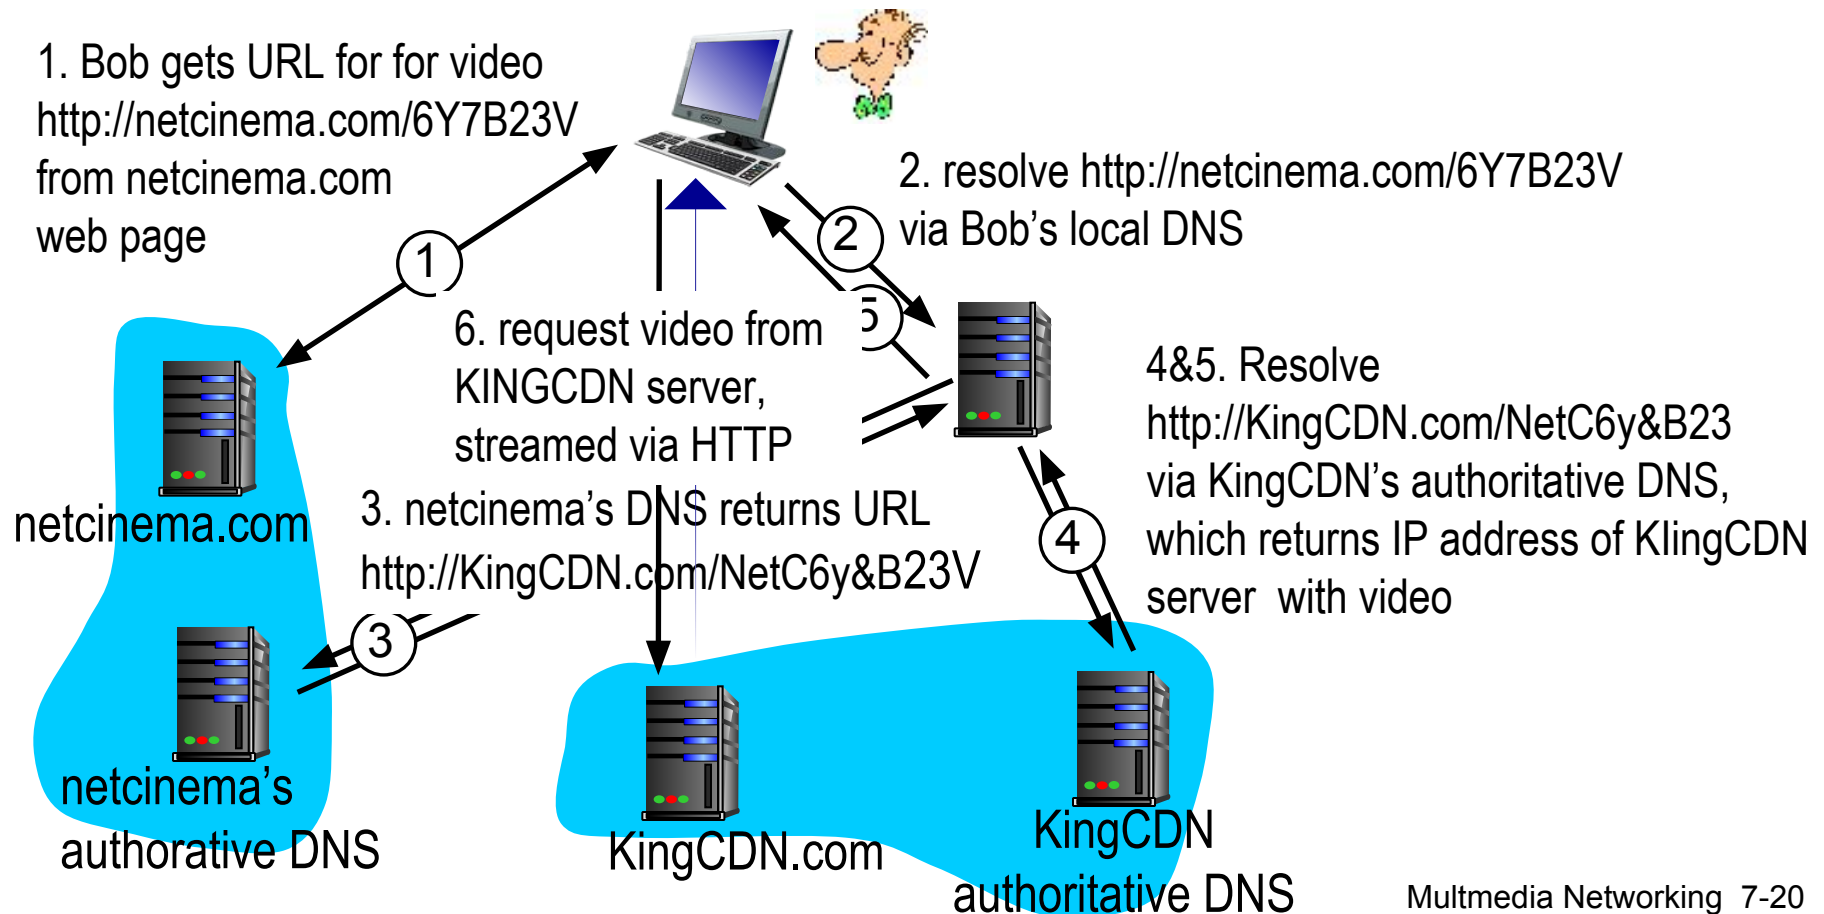 1. Bob gets URL for for video
http://netcinema.com/6Y7B23V
from netcinema.com
web page
2. resolve http://netcinema.com/6Y7B23V
via Bob's local DNS
1
2
5
6. request video from
KINGCDN server,
streamed via HTTP
4&5. Resolve
http://KingCDN.com/NetC6y&B23
via KingCDN's authoritative DNS,
which returns IP address of KIingCDN
server with video
netcinema.com
3. netcinema's DNS returns URL
http://KingCDN.com/NetC6y&B23V
4
3
netcinema's
authorative DNS
KingCDN.com
KingCDN
authoritative DNS
Multmedia Networking 7-20